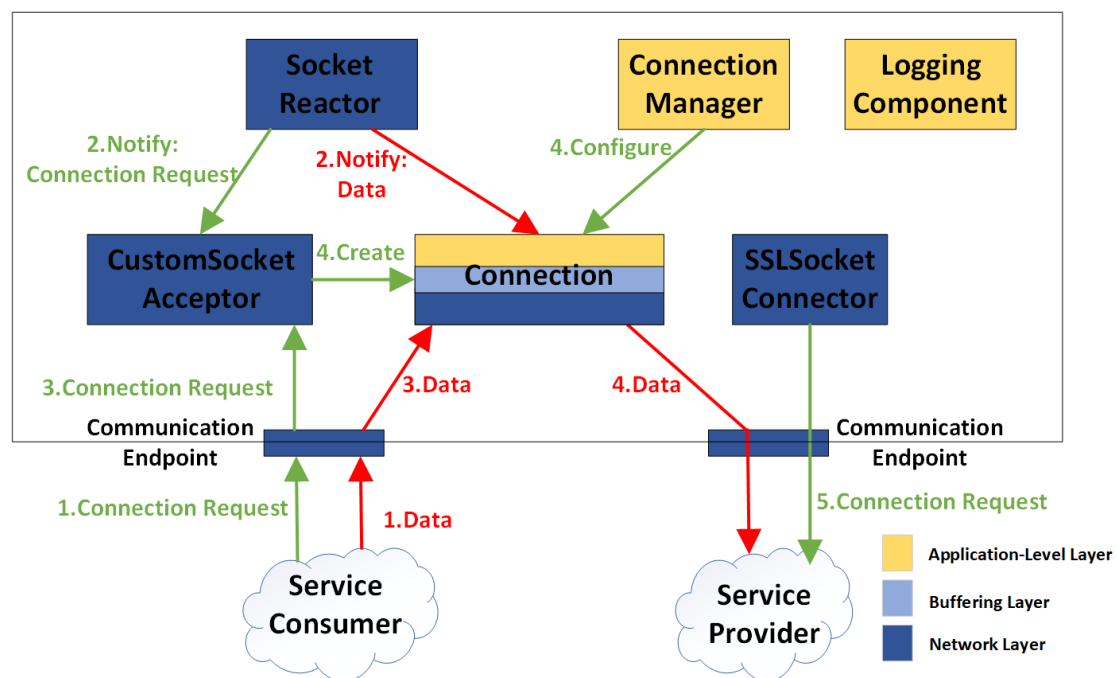 Socket
Reactor
Connection
Manager
Logging
Component
2.Notify:
Connection Request
2.Notify:
Data
4.Configure
CustomSocket
Acceptor
4.Create
Connection
SSLSocket
Connector
3.Connection Request
3.Data
4.Data
Communication
Endpoint
Communication
Endpoint
1.Connection Request
1.Data
5.Connection Request
Service
Consumer
Service
Provider
Application-Level Layer
Buffering Layer
Network Layer